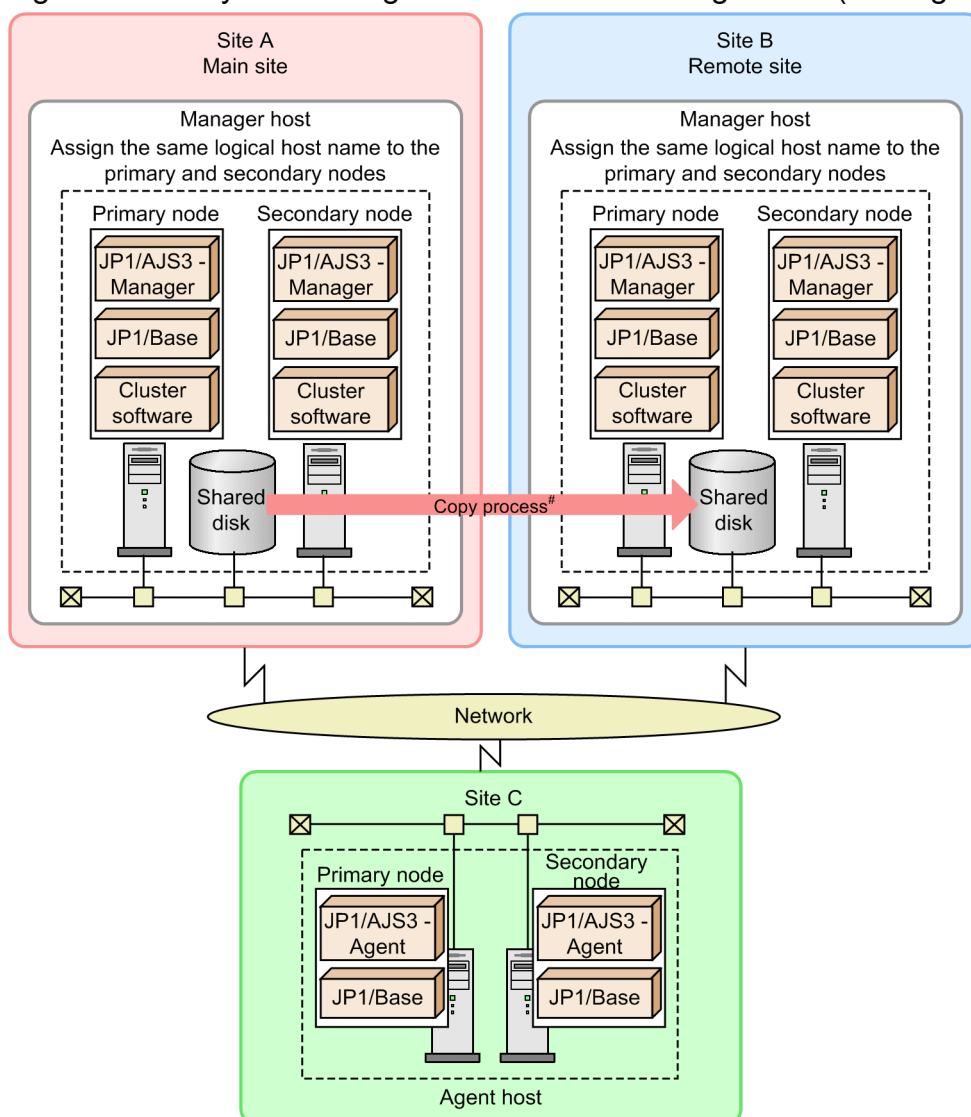 Site A
Main site
Manager host
Assign the same logical host name to the
primary and secondary nodes
Primary node
Secondary node
JP1/AJS3 -
Manager
JP1/Base
Cluster
software
JP1/AJS3 -
Manager
JP1/Base
Cluster
software
Shared
disk
Site B
Remote site
Manager host
Assign the same logical host name to the
primary and secondary nodes
Primary node
Secondary node
JP1/AJS3 -
Manager
JP1/Base
Cluster
software
JP1/AJS3 -
Manager
JP1/Base
Cluster
software
Copy process#
Shared
disk
Network
Site C
Primary node
Secondary
node
JP1/AJS3 -
Agent
JP1/Base
JP1/AJS3 -
Agent
JP1/Base
Agent host